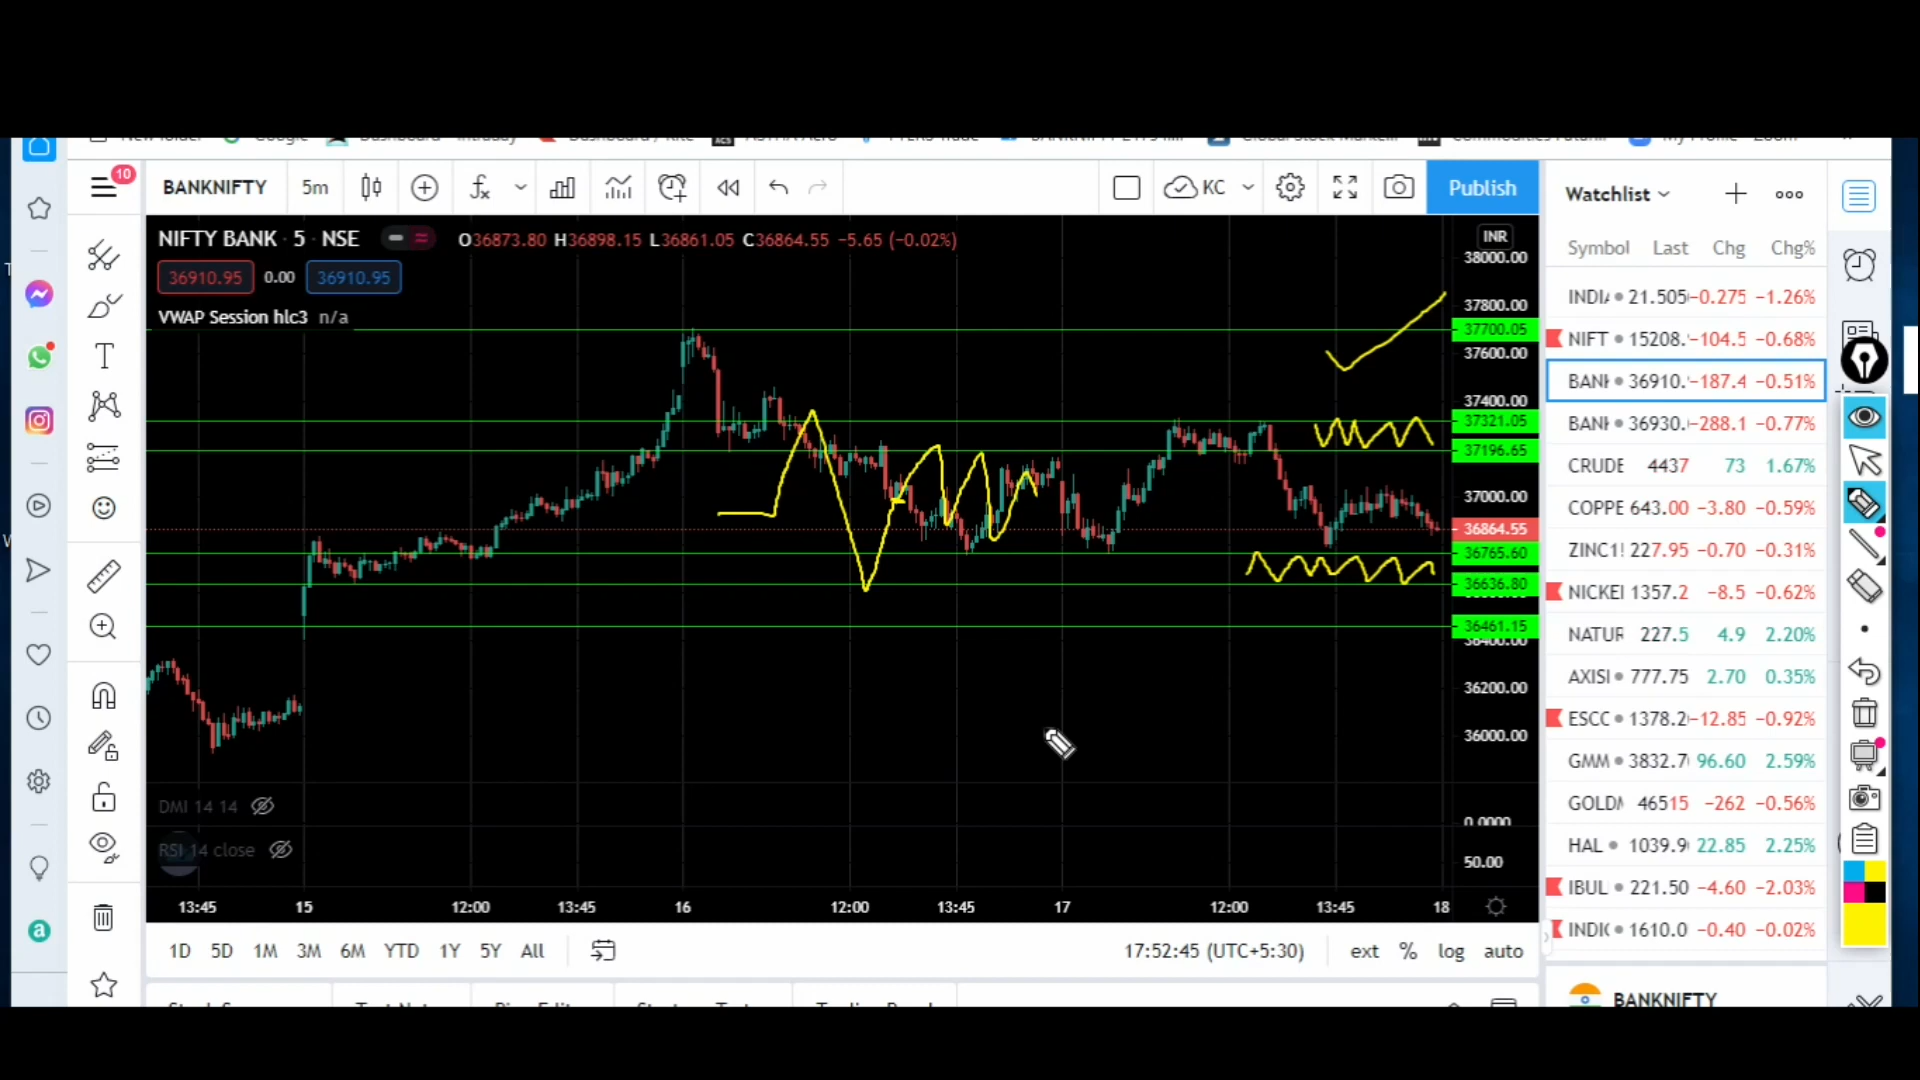 10
BANKNIFTY
5m
KC
Publish
NIFTY BANK · 5 · NSE
O36873.80 H36898.15 L36861.05 C36864.55 −5.65 (−0.02%)
36910.95 0.00 36910.95
VWAP Session hlc3 n/a
INR
38000.00
37800.00
37700.05
37600.00
37400.00
37321.05
37196.65
37000.00
36864.55
36765.60
36636.80
36461.15
36200.00
36000.00
DMI 14 14
0.0000
RSI 14 close
50.00
13:45 15 12:00 13:45 16 12:00 13:45 17 12:00 13:45 18
1D 5D 1M 3M 6M YTD 1Y 5Y All
17:52:45 (UTC+5:30) ext % log auto
Watchlist
Symbol Last Chg Chg%
INDI 21.505 −0.275 −1.26%
NIFT 15208. −104.5 −0.68%
BANK 36910. −187.4 −0.51%
BANK 36930. −288.1 −0.77%
CRUDE 4437 73 1.67%
COPPE 643.00 −3.80 −0.59%
ZINC1! 227.95 −0.70 −0.31%
NICKEL 1357.2 −8.5 −0.62%
NATUR 227.5 4.9 2.20%
AXISI 777.75 2.70 0.35%
ESCO 1378.2 −12.85 −0.92%
GMM 3832.7 96.60 2.59%
GOLDM 46515 −262 −0.56%
HAL 1039.9 22.85 2.25%
IBUL 221.50 −4.60 −2.03%
INDIG 1610.0 −0.40 −0.02%
BANKNIFTY